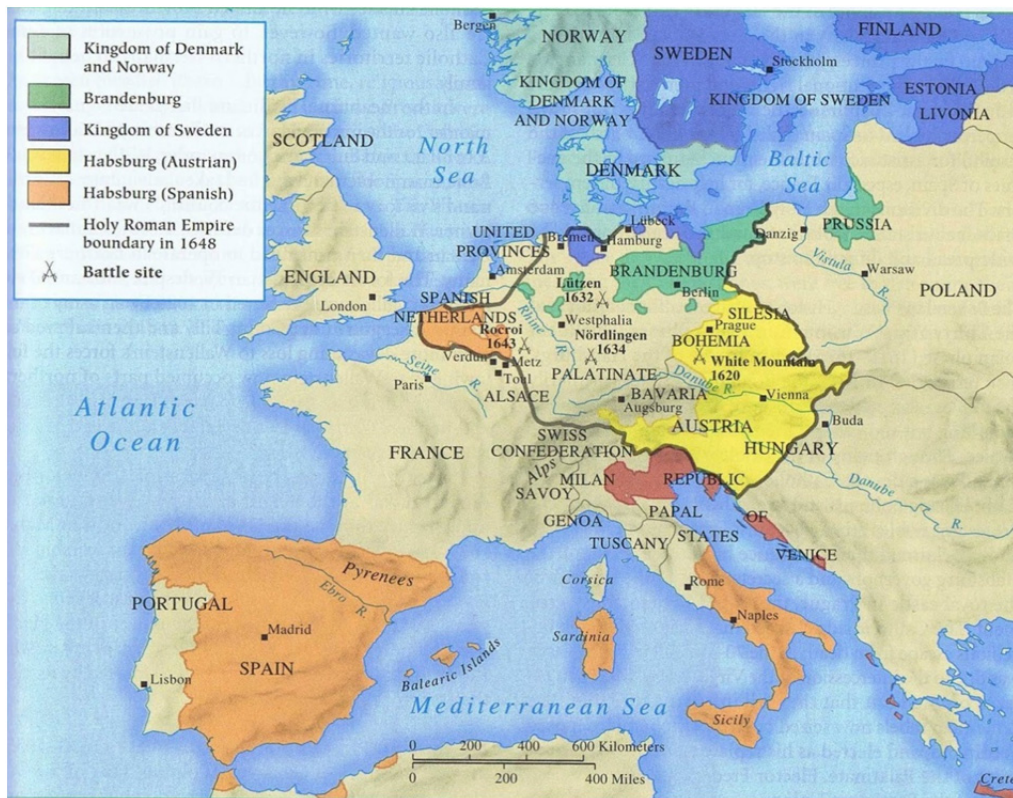 Kingdom of Denmark
and Norway
Brandenburg
Kingdom of Sweden
Habsburg (Austrian)
Habsburg (Spanish)
Holy Roman Empire
boundary in 1648
Battle site
Bergen
NORWAY
SWEDEN
FINLAND
Stockholm
KINGDOM OF
DENMARK
AND NORWAY
KINGDOM OF SWEDEN
ESTONIA
LIVONIA
SCOTLAND
North
Sea
DENMARK
Baltic
Sea
Lübeck
Hamburg
Bremen
Danzig
PRUSSIA
UNITED
PROVINCES
Amsterdam
BRANDENBURG
Berlin
Vistula
R.
Warsaw
POLAND
ENGLAND
London
SPANISH
NETHERLANDS
Lützen
1632
Rhine
R.
Westphalia
SILESIA
Prague
BOHEMIA
Rocroi
1643
Nördlingen
1634
White Mountain
1620
Verdun
Metz
Toul
Seine
R.
Paris
PALATINATE
ALSACE
Danube R.
BAVARIA
Augsburg
Vienna
Buda
AUSTRIA
HUNGARY
Danube
R.
Atlantic
Ocean
FRANCE
SWISS
CONFEDERATION
Alps
MILAN
SAVOY
REPUBLIC
OF
VENICE
GENOA
PAPAL
STATES
TUSCANY
Pyrenees
Ebro R.
Corsica
Rome
PORTUGAL
Madrid
SPAIN
Lisbon
Balearic Islands
Sardinia
Naples
Mediterranean Sea
Sicily
0 200 400 600 Kilometers
0 200 400 Miles
Crete